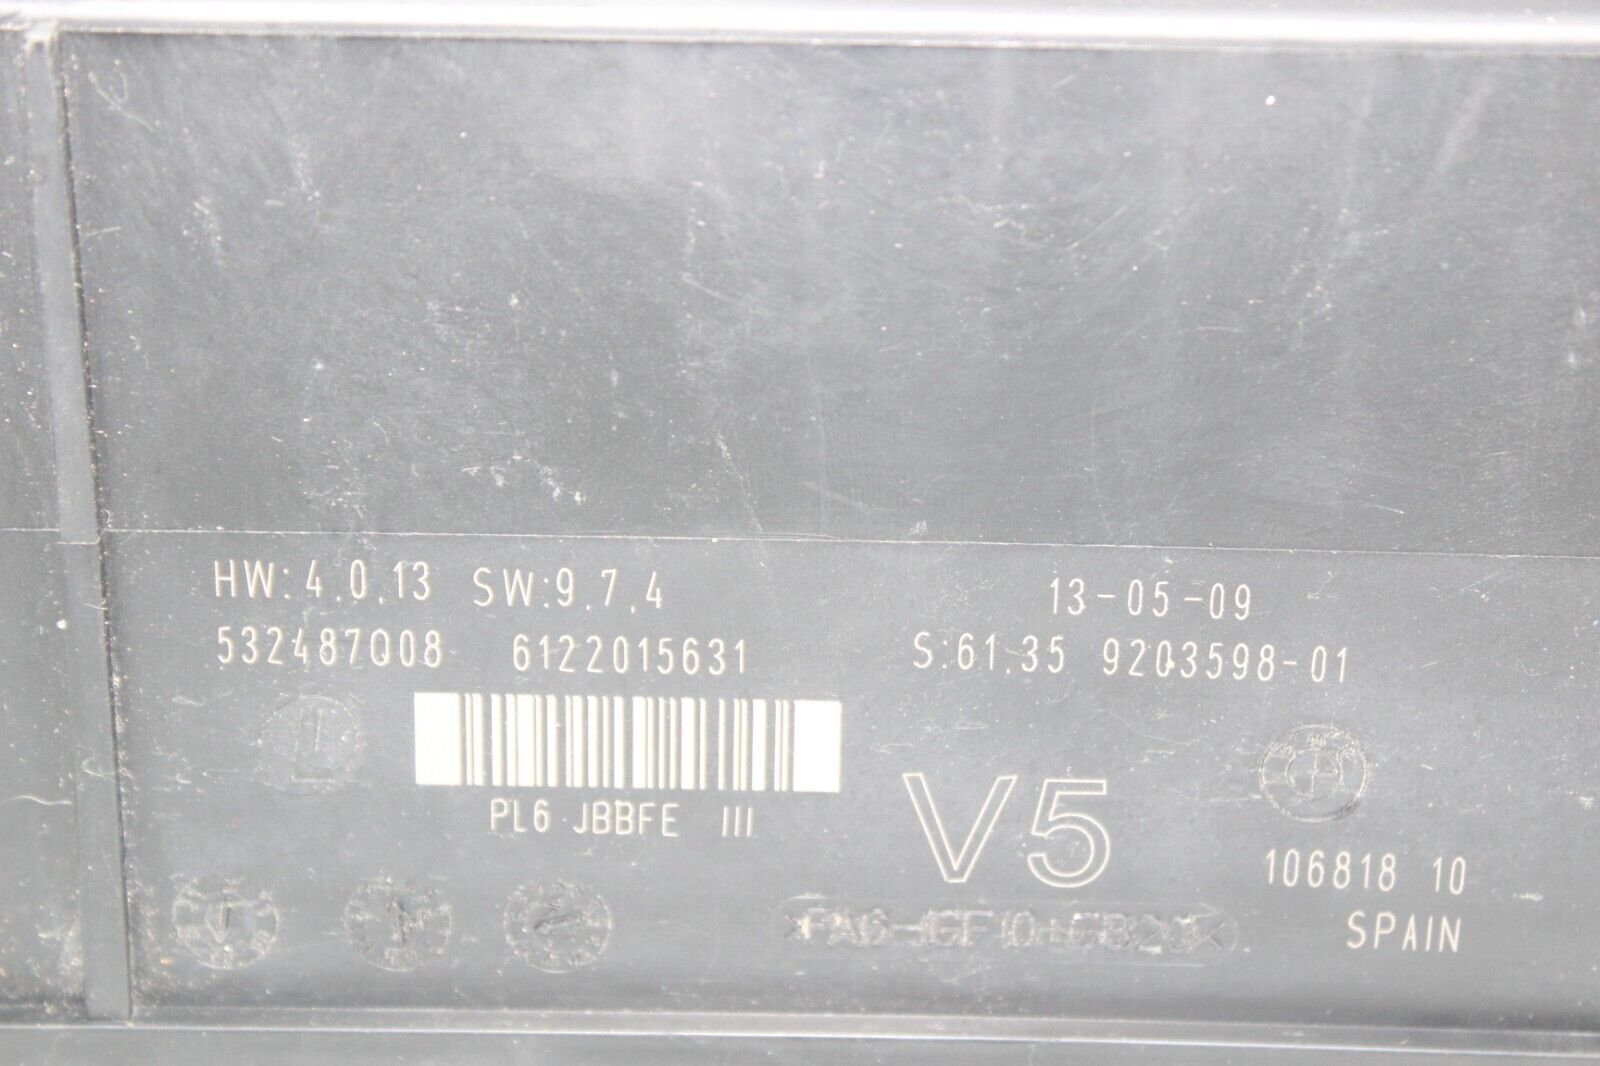 HW:4.0.13 SW:9.7.4
13-05-09
532487008 6122015631
S:61.35 9203598-01
PL6 JBBFE III
V5
106818 10
SPAIN